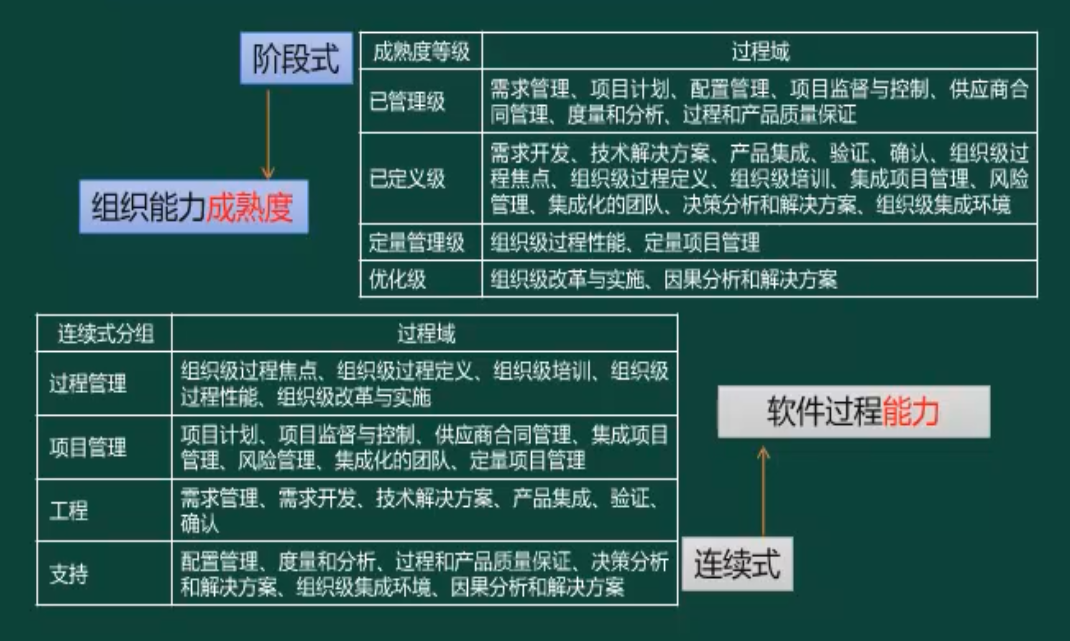 阶段式
组织能力成熟度
成熟度等级 过程域
已管理级 需求管理、项目计划、配置管理、项目监督与控制、供应商合
同管理、度量和分析、过程和产品质量保证
已定义级 需求开发、技术解决方案、产品集成、验证、确认、组织级过
程焦点、组织级过程定义、组织级培训、集成项目管理、风险
管理、集成化的团队、决策分析和解决方案、组织级集成环境
定量管理级 组织级过程性能、定量项目管理
优化级 组织级改革与实施、因果分析和解决方案
连续式分组 过程域
过程管理 组织级过程焦点、组织级过程定义、组织级培训、组织级
过程性能、组织级改革与实施
项目管理 项目计划、项目监督与控制、供应商合同管理、集成项目
管理、风险管理、集成化的团队、定量项目管理
工程 需求管理、需求开发、技术解决方案、产品集成、验证、
确认
支持 配置管理、度量和分析、过程和产品质量保证、决策分析
和解决方案、组织级集成环境、因果分析和解决方案
软件过程能力
连续式